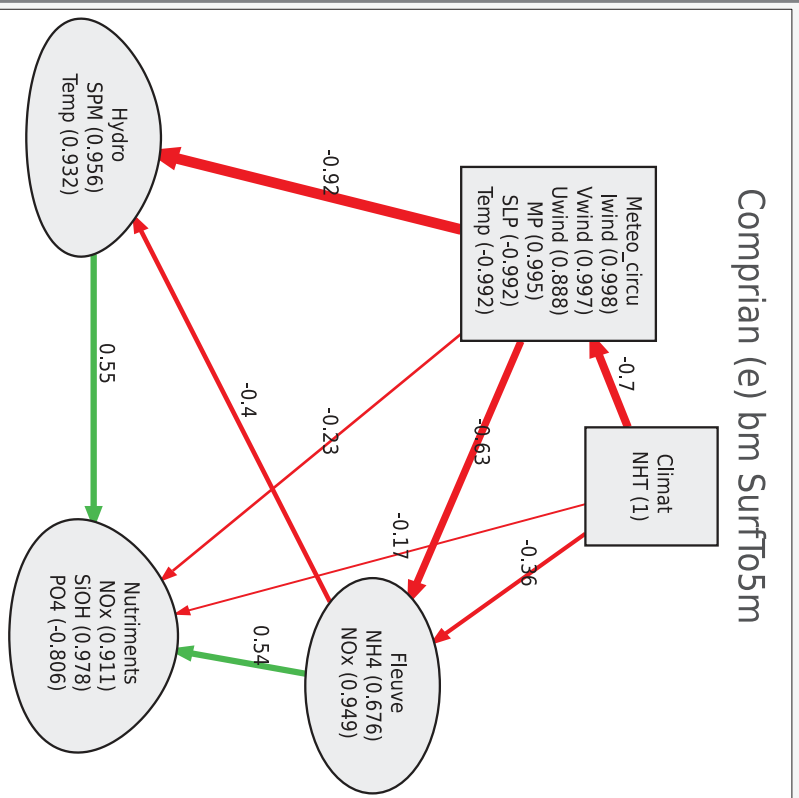 Comprian (e) bm SurfTo5m
Climat
NHT (1)
-0.7
Meteo_circu
Iwind (0.998)
Vwind (0.997)
Uwind (0.888)
MP (0.995)
SLP (-0.992)
Temp (-0.992)
-0.36
-0.63
-0.17
Fleuve
NH4 (0.676)
NOx (0.949)
-0.92
-0.23
-0.4
0.54
Hydro
SPM (0.956)
Temp (0.932)
0.55
Nutriments
NOx (0.911)
SiOH (0.978)
PO4 (-0.806)